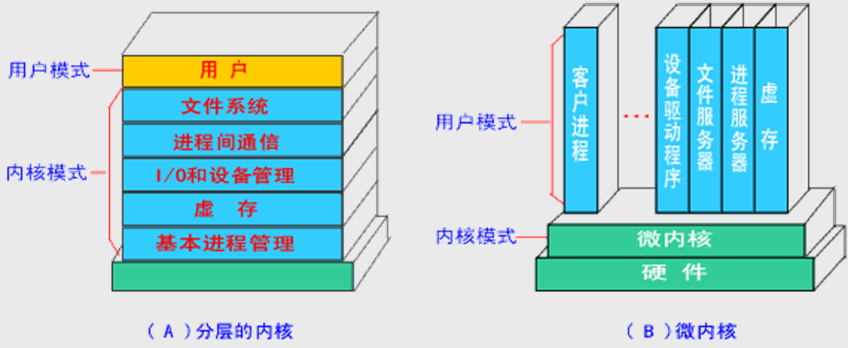 用户模式
用 户
文件系统
进程间通信
内核模式
I/O和设备管理
虚 存
基本进程管理
( A )分层的内核
用户模式
客户进程
...
设备驱动程序
文件服务器
进程服务器
虚存
内核模式
微内核
硬 件
( B )微内核